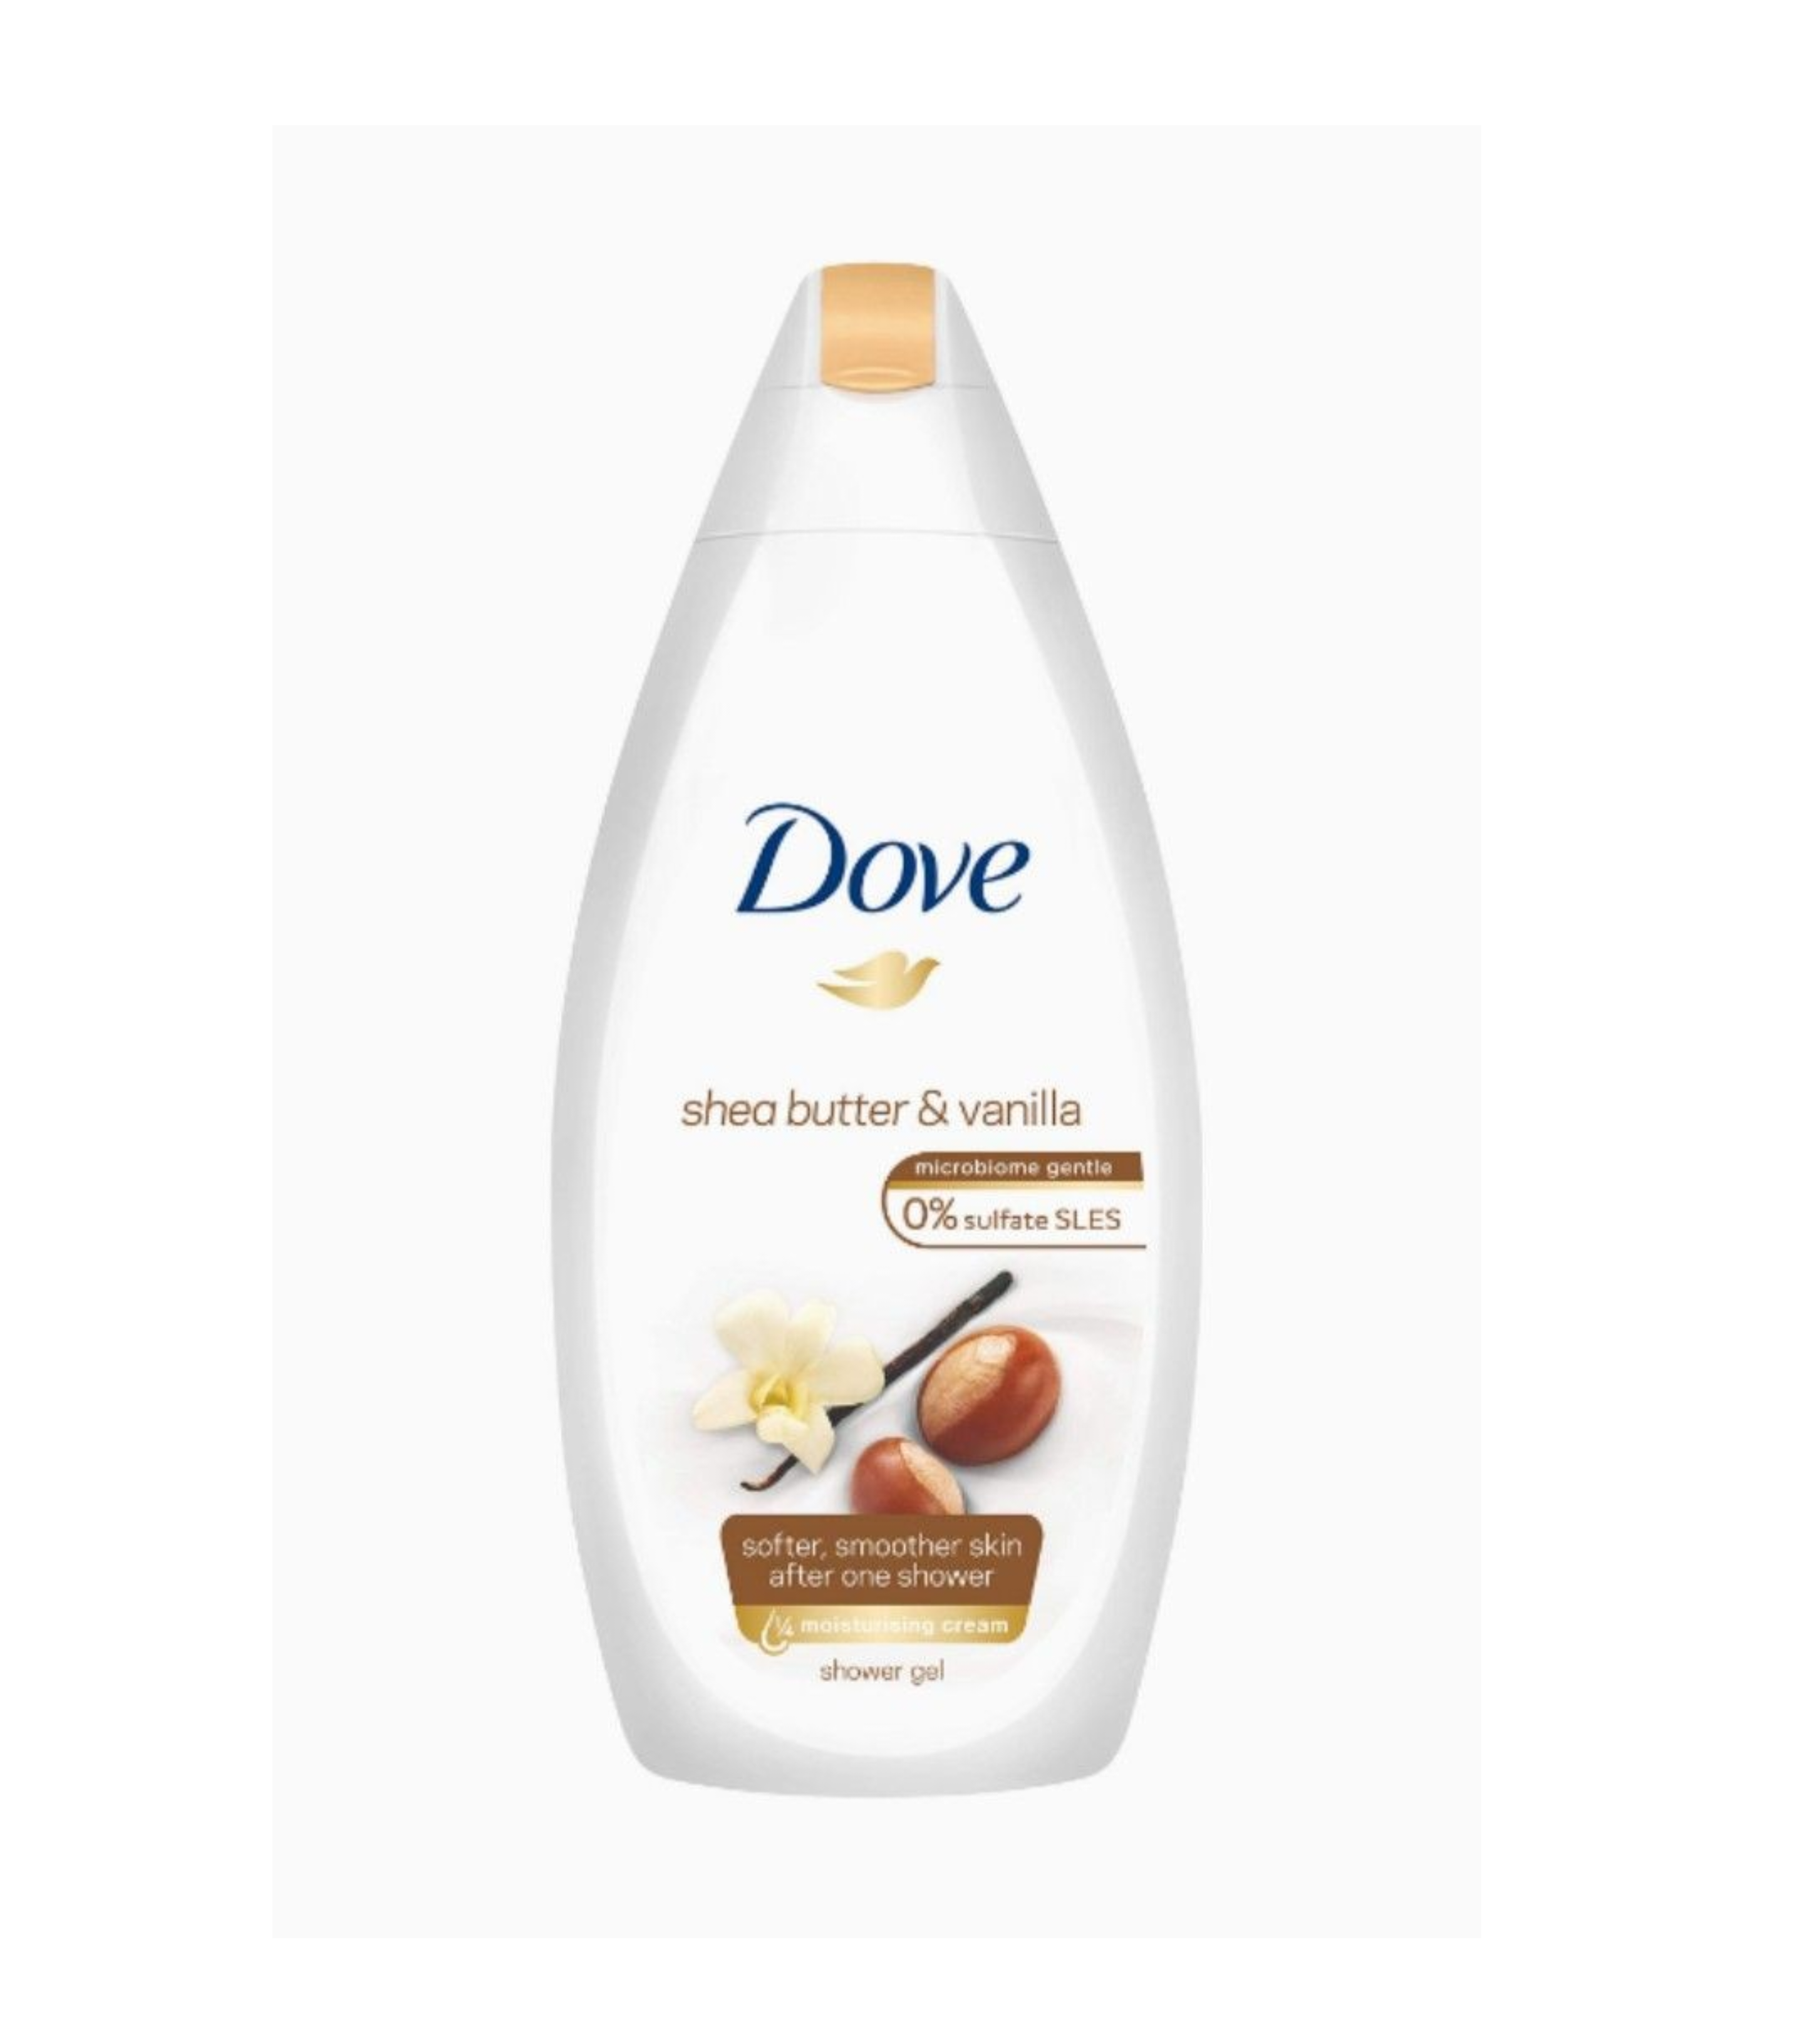 Dove
shea butter & vanilla
microbiome gentle
0% sulfate SLES
softer, smoother skin
after one shower
¼ moisturising cream
shower gel